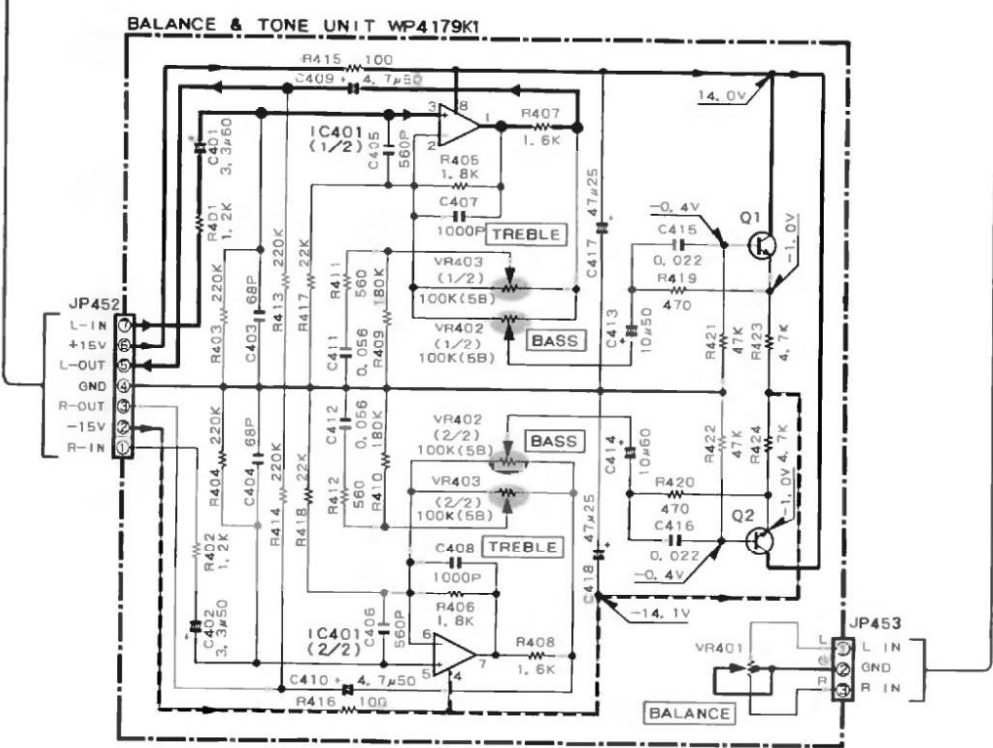 BALANCE & TONE UNIT WP4179K1
R415 100
C409 + 4.7μ50
14.0V
3
8
1
2
IC401
(1/2)
R407
1.6K
C401
3.3μ60
C405
560P
R405
1.8K
C407
1000P
TREBLE
47μ25
C417
-0.4V
Q1
C415
0.022
-1.0V
R401
1.2K
220K
R413
22K
R417
R411
560
180K
R409
VR403
(1/2)
100K(5B)
R419
470
VR402
(1/2)
100K(5B)
BASS
C413
10μ50
R421
47K
R423
4.7K
220K
R403
68P
C403
C411
0.056
JP452
L-IN 7
+15V 6
L-OUT 5
GND 4
R-OUT 3
-15V 2
R-IN 1
220K
R404
68P
C404
220K
R414
22K
R418
C412
0.056
R412
560
180K
R410
VR402
(2/2)
100K(5B)
BASS
C414
10μ60
R422
47K
R424
4.7K
VR403
(2/2)
100K(5B)
R420
470
-1.0V
Q2
C416
0.022
TREBLE
-0.4V
47μ25
C418
-14.1V
R402
1.2K
C402
3.3μ50
C408
1000P
R406
1.8K
C406
560P
IC401
(2/2)
6
5
7
4
R408
1.6K
C410 + 4.7μ50
R416 100
JP453
VR401
L 1 L IN
G 2 GND
R 3 R IN
BALANCE